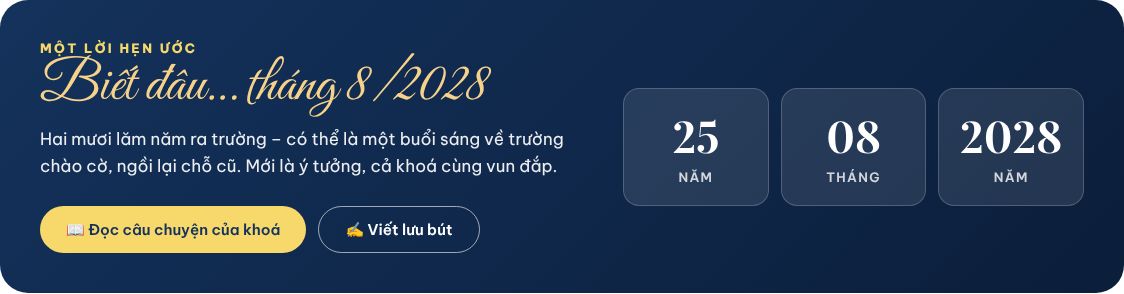 MỘT LỜI HẸN ƯỚC
Biết đâu... tháng 8 /2028
Hai mươi lăm năm ra trường – có thể là một buổi sáng về trường
chào cờ, ngồi lại chỗ cũ. Mới là ý tưởng, cả khoá cùng vun đắp.
📖 Đọc câu chuyện của khoá
✍️ Viết lưu bút
25
NĂM
08
THÁNG
2028
NĂM